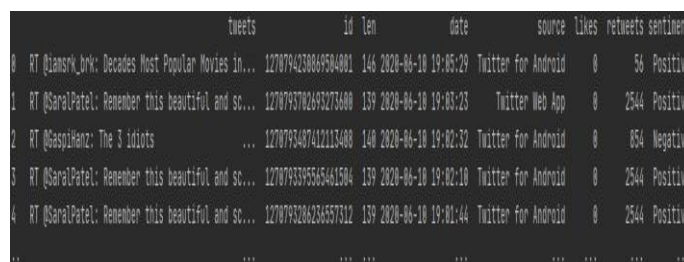 tweets id len date source likes retweets sentimen
0 RT @iamsrk_brk: Decades Most Popular Movies in... 1270794230869504001 146 2020-06-10 19:05:29 Twitter for Android 0 56 Positiv
1 RT @SaralPatel: Remember this beautiful and sc... 1270793702693273600 139 2020-06-10 19:03:23 Twitter Web App 0 2544 Positiv
2 RT @GaspiHanz: The 3 idiots ... 1270793487412113408 140 2020-06-10 19:02:32 Twitter for Android 0 854 Negativ
3 RT @SaralPatel: Remember this beautiful and sc... 1270793395565461504 139 2020-06-10 19:02:10 Twitter for Android 0 2544 Positiv
4 RT @SaralPatel: Remember this beautiful and sc... 1270793286236557312 139 2020-06-10 19:01:44 Twitter for Android 0 2544 Positiv